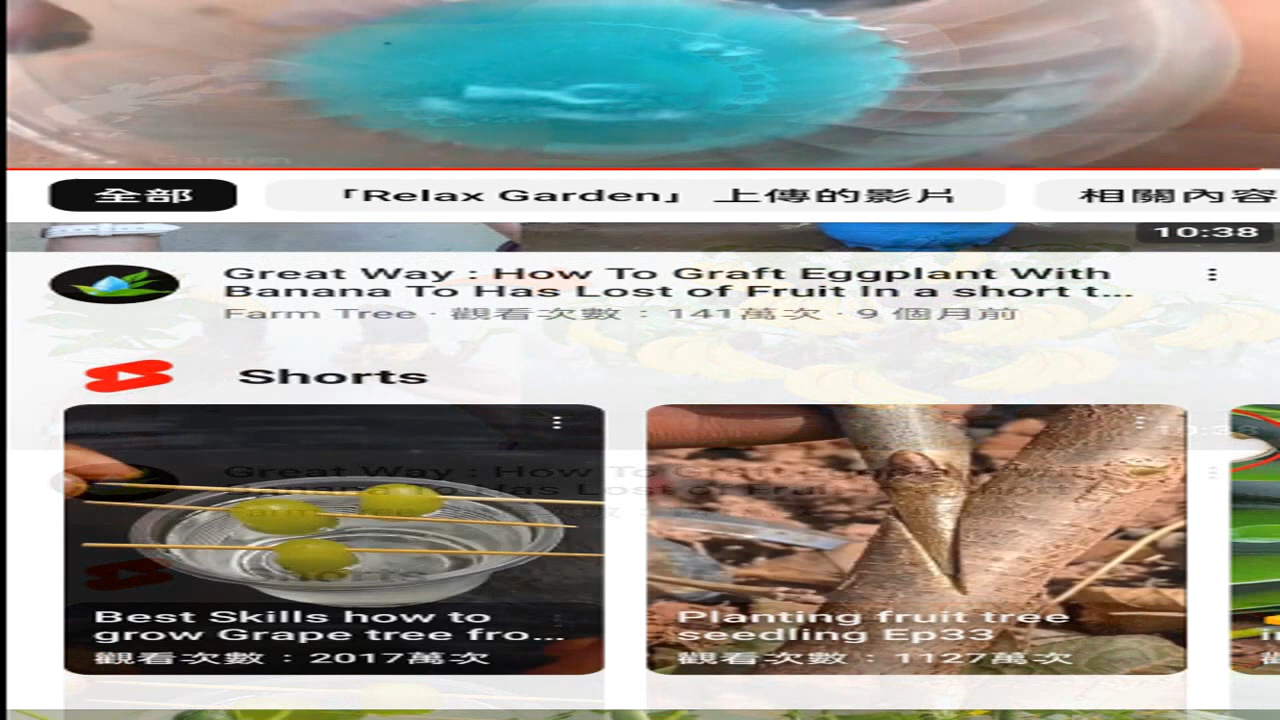 全部
「Relax Garden」 上傳的影片
相關內容
10:38
Great Way : How To Graft Eggplant With
Banana To Has Lost of Fruit In a short t...
Farm Tree · 觀看次數：141萬次 · 9 個月前
Shorts
Best Skills how to
grow Grape tree fro...
觀看次數：2017萬次
Planting fruit tree
seedling Ep33
觀看次數：1127萬次